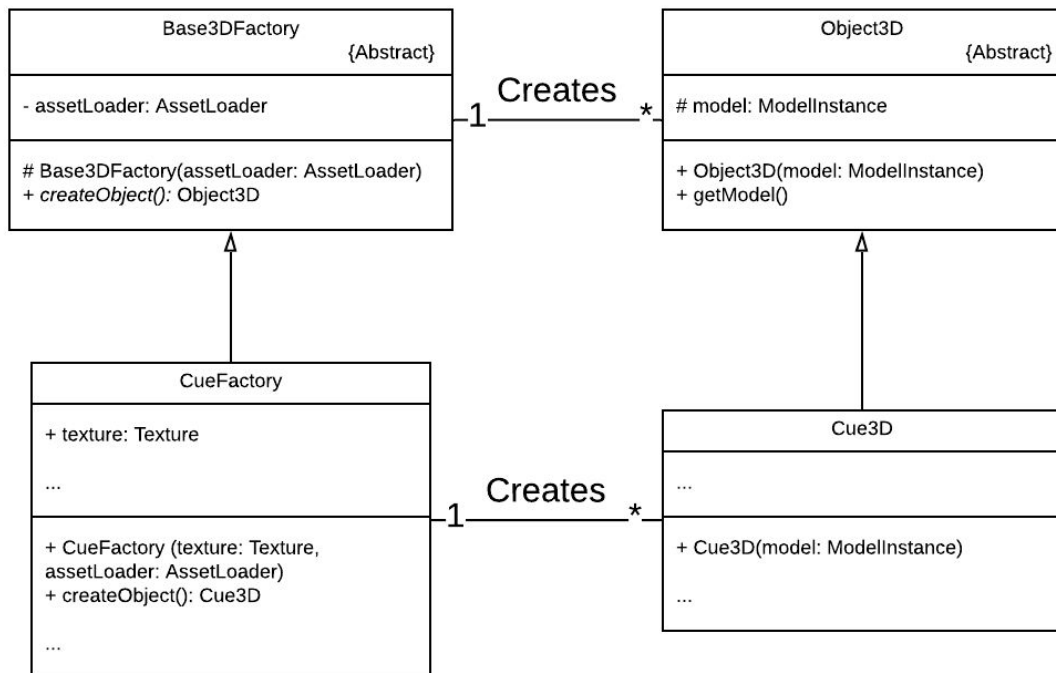 Base3DFactory
{Abstract}
- assetLoader: AssetLoader
# Base3DFactory(assetLoader: AssetLoader)
+ createObject(): Object3D
1 Creates *
Object3D
{Abstract}
# model: ModelInstance
+ Object3D(model: ModelInstance)
+ getModel()
CueFactory
+ texture: Texture
...
+ CueFactory (texture: Texture,
assetLoader: AssetLoader)
+ createObject(): Cue3D
...
1 Creates *
Cue3D
...
+ Cue3D(model: ModelInstance)
...